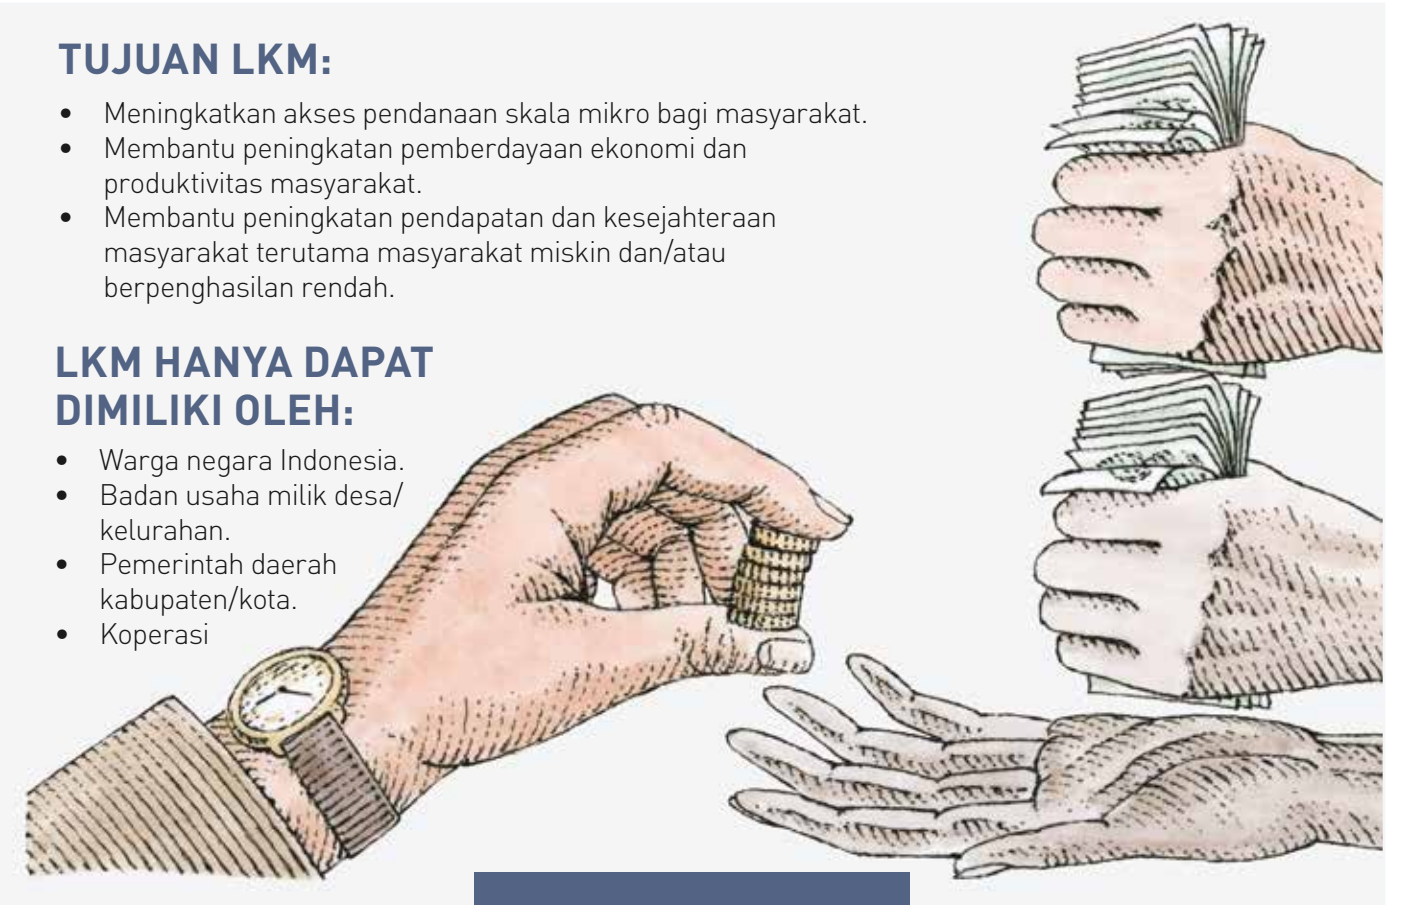 TUJUAN LKM:
• Meningkatkan akses pendanaan skala mikro bagi masyarakat.
• Membantu peningkatan pemberdayaan ekonomi dan
produktivitas masyarakat.
• Membantu peningkatan pendapatan dan kesejahteraan
masyarakat terutama masyarakat miskin dan/atau
berpenghasilan rendah.
LKM HANYA DAPAT
DIMILIKI OLEH:
• Warga negara Indonesia.
• Badan usaha milik desa/
kelurahan.
• Pemerintah daerah
kabupaten/kota.
• Koperasi